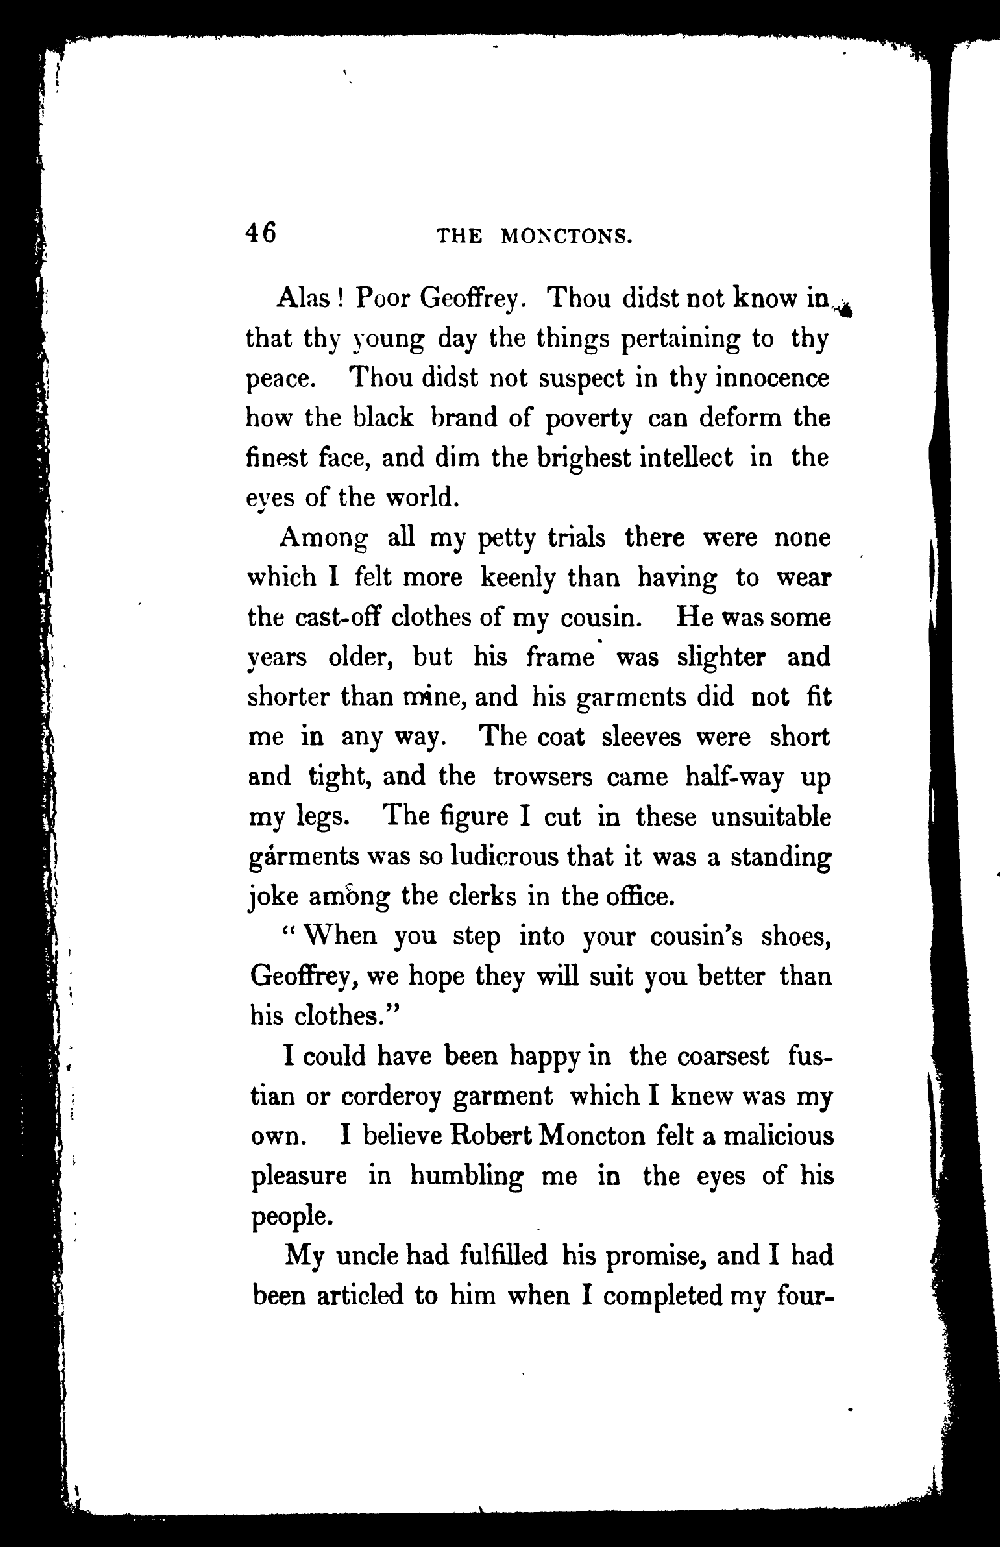 46 THE MONCTONS.
Alas! Poor Geoffrey. Thou didst not know in
that thy young day the things pertaining to thy
peace. Thou didst not suspect in thy innocence
how the black brand of poverty can deform the
finest face, and dim the brighest intellect in the
eyes of the world.
Among all my petty trials there were none
which I felt more keenly than having to wear
the cast-off clothes of my cousin. He was some
years older, but his frame was slighter and
shorter than mine, and his garments did not fit
me in any way. The coat sleeves were short
and tight, and the trowsers came half-way up
my legs. The figure I cut in these unsuitable
garments was so ludicrous that it was a standing
joke among the clerks in the office.
“When you step into your cousin's shoes,
Geoffrey, we hope they will suit you better than
his clothes.”
I could have been happy in the coarsest fus-
tian or corderoy garment which I knew was my
own. I believe Robert Moncton felt a malicious
pleasure in humbling me in the eyes of his
people.
My uncle had fulfilled his promise, and I had
been articled to him when I completed my four-